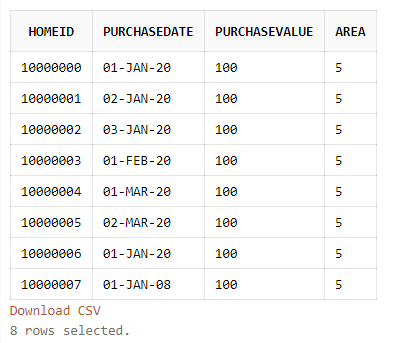 HOMEID PURCHASEDATE PURCHASEVALUE AREA
10000000 01-JAN-20 100 5
10000001 02-JAN-20 100 5
10000002 03-JAN-20 100 5
10000003 01-FEB-20 100 5
10000004 01-MAR-20 100 5
10000005 02-MAR-20 100 5
10000006 01-JAN-20 100 5
10000007 01-JAN-08 100 5
Download CSV
8 rows selected.